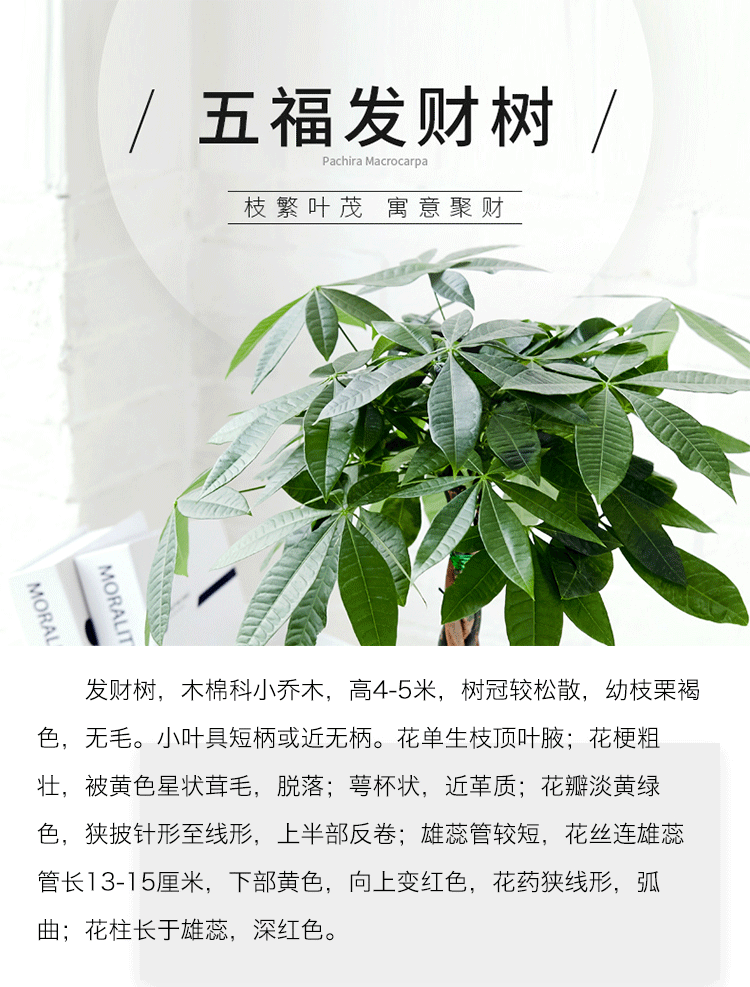 五福发财树
Pachira Macrocarpa
枝繁叶茂 寓意聚财
MORALI
MORALIT
发财树，木棉科小乔木，高4-5米，树冠较松散，幼枝栗褐
色，无毛。小叶具短柄或近无柄。花单生枝顶叶腋；花梗粗
壮，被黄色星状茸毛，脱落；萼杯状，近革质；花瓣淡黄绿
色，狭披针形至线形，上半部反卷；雄蕊管较短，花丝连雄蕊
管长13-15厘米，下部黄色，向上变红色，花药狭线形，弧
曲；花柱长于雄蕊，深红色。